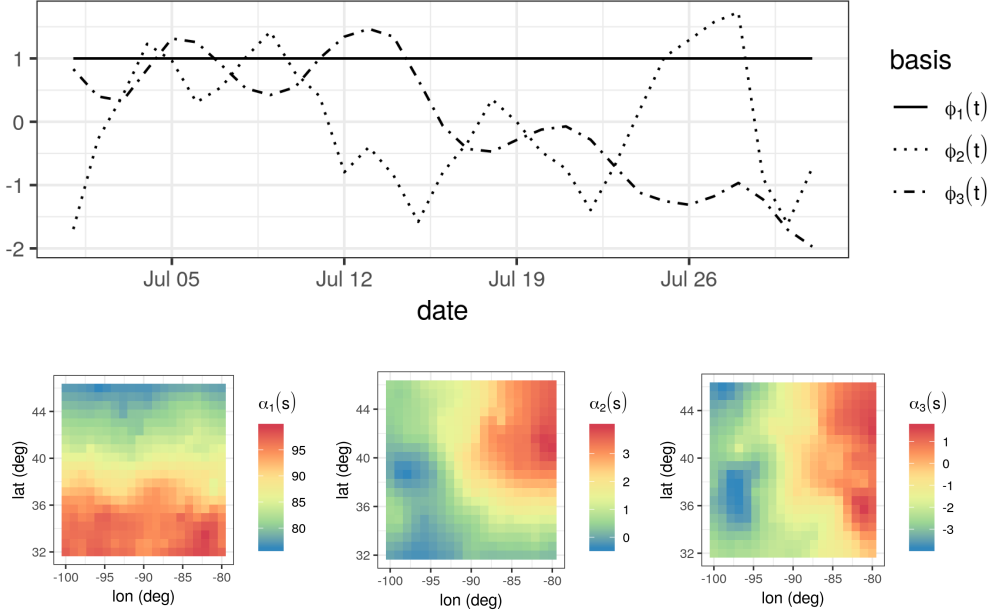 1
0
-1
-2
Jul 05 Jul 12 Jul 19 Jul 26
date
basis
ϕ₁(t)
ϕ₂(t)
ϕ₃(t)
44
40
36
32
-100 -95 -90 -85 -80
lon (deg)
lat (deg)
α₁(s)
95
90
85
80
44
40
36
32
-100 -95 -90 -85 -80
lon (deg)
lat (deg)
α₂(s)
3
2
1
0
44
40
36
32
-100 -95 -90 -85 -80
lon (deg)
lat (deg)
α₃(s)
1
0
-1
-2
-3